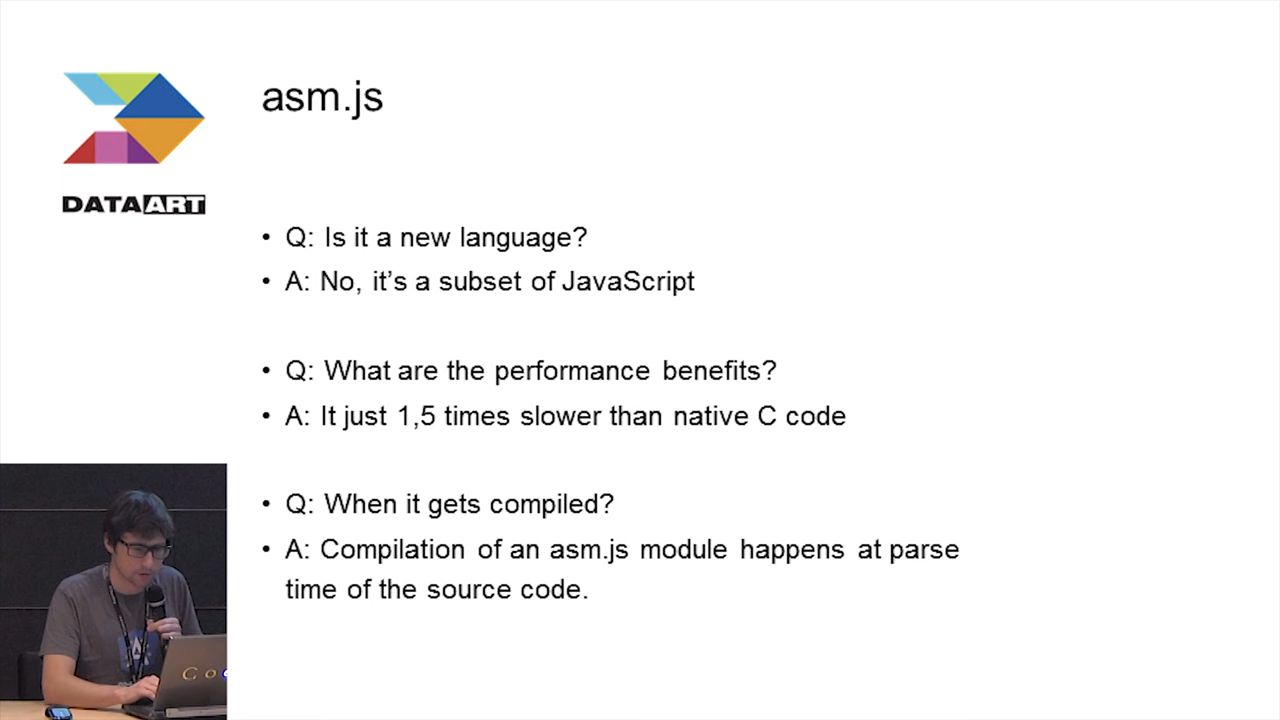 asm.js
DATAART
• Q: Is it a new language?
• A: No, it's a subset of JavaScript
• Q: What are the performance benefits?
• A: It just 1,5 times slower than native C code
• Q: When it gets compiled?
• A: Compilation of an asm.js module happens at parse
time of the source code.